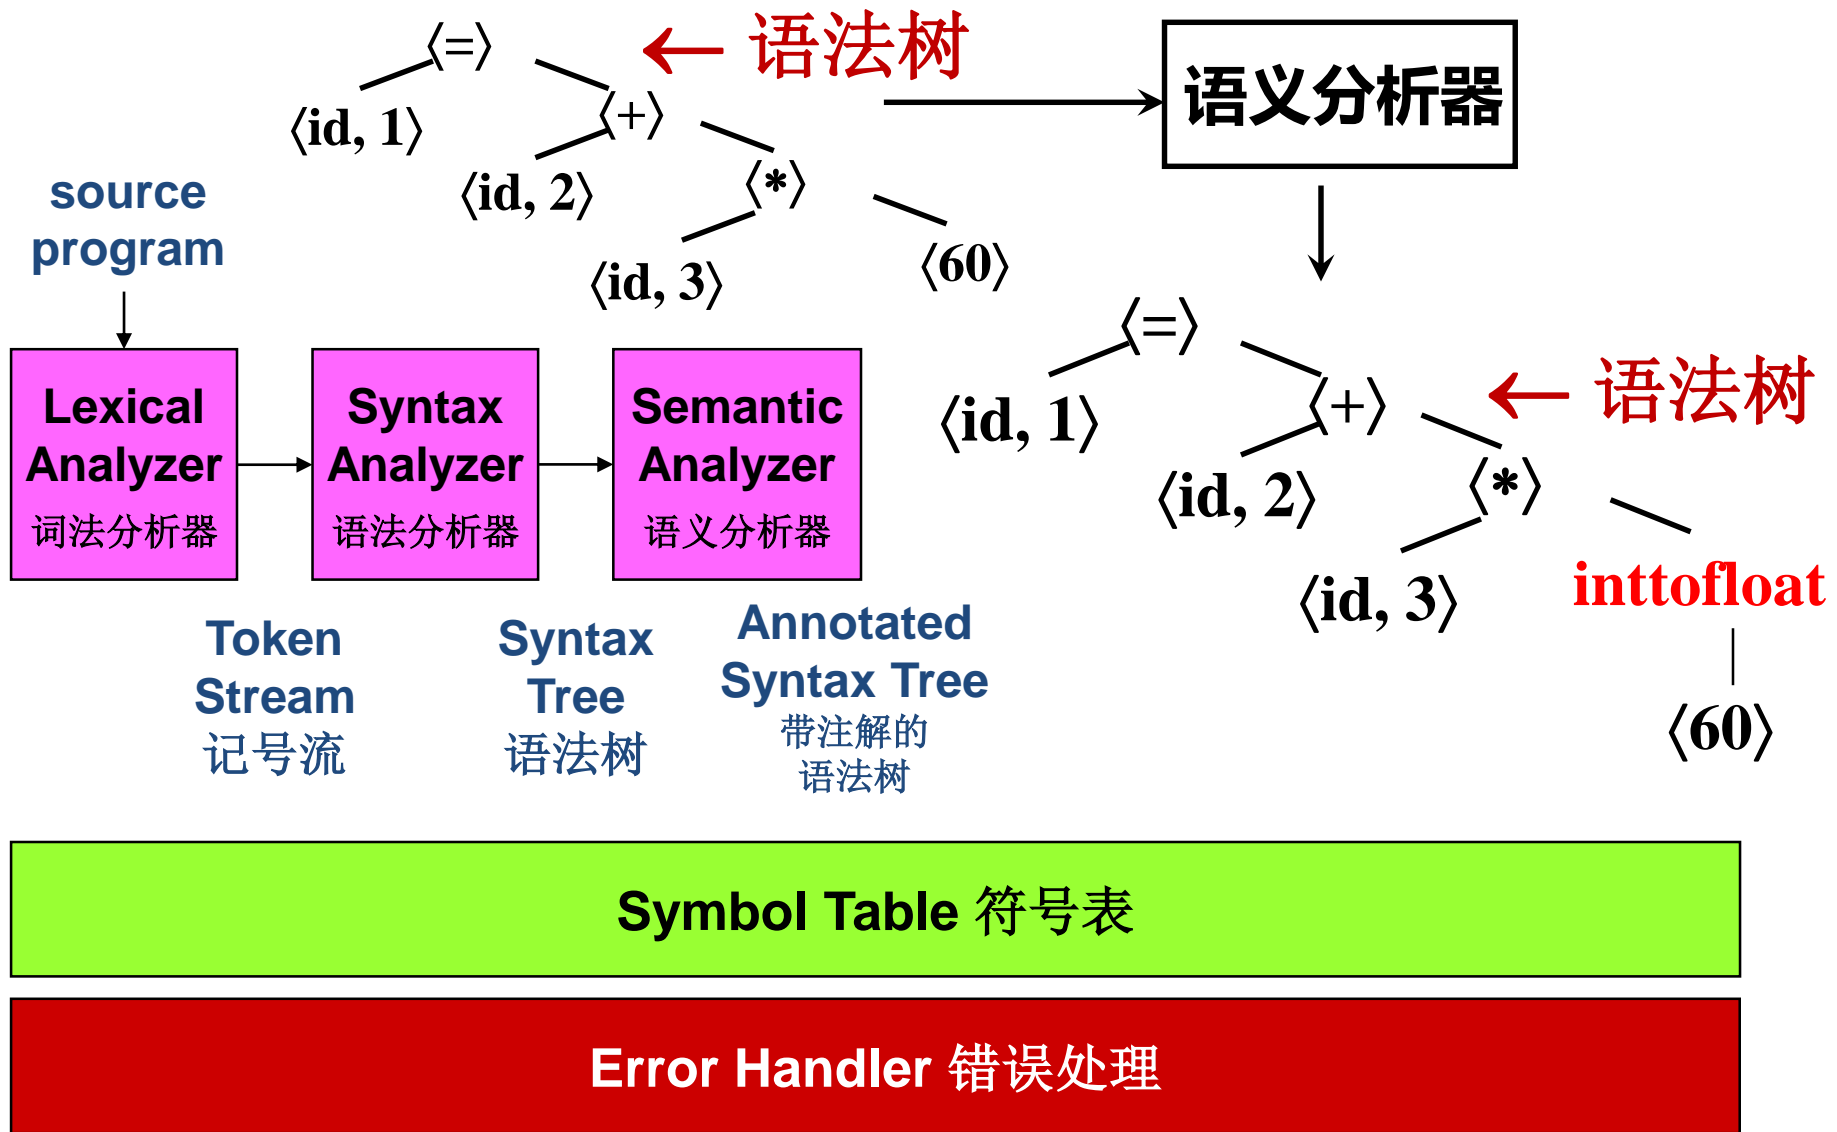 ⟨=⟩
← 语法树
⟨id, 1⟩
⟨+⟩
⟨id, 2⟩
⟨*⟩
⟨id, 3⟩
⟨60⟩
语义分析器
source
program
Lexical
Analyzer
词法分析器
Syntax
Analyzer
语法分析器
Semantic
Analyzer
语义分析器
Token
Stream
记号流
Syntax
Tree
语法树
Annotated
Syntax Tree
带注解的
语法树
⟨=⟩
← 语法树
⟨id, 1⟩
⟨+⟩
⟨id, 2⟩
⟨*⟩
⟨id, 3⟩
inttofloat
⟨60⟩
Symbol Table 符号表
Error Handler 错误处理